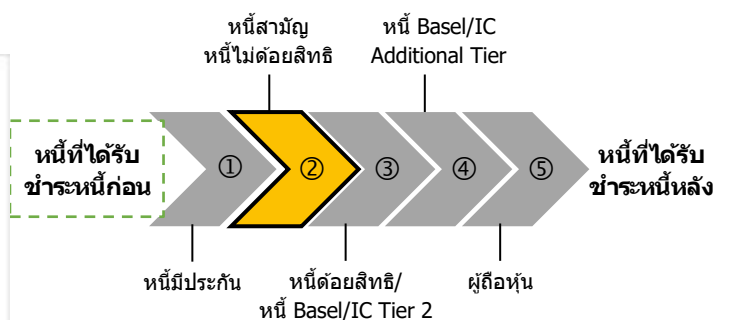 หนี้สามัญ
หนี้ไม่ด้อยสิทธิ
หนี้ Basel/IC
Additional Tier
หนี้ที่ได้รับ
ชำระหนี้ก่อน
①
②
③
④
⑤
หนี้ที่ได้รับ
ชำระหนี้หลัง
หนี้มีประกัน
หนี้ด้อยสิทธิ/
หนี้ Basel/IC Tier 2
ผู้ถือหุ้น